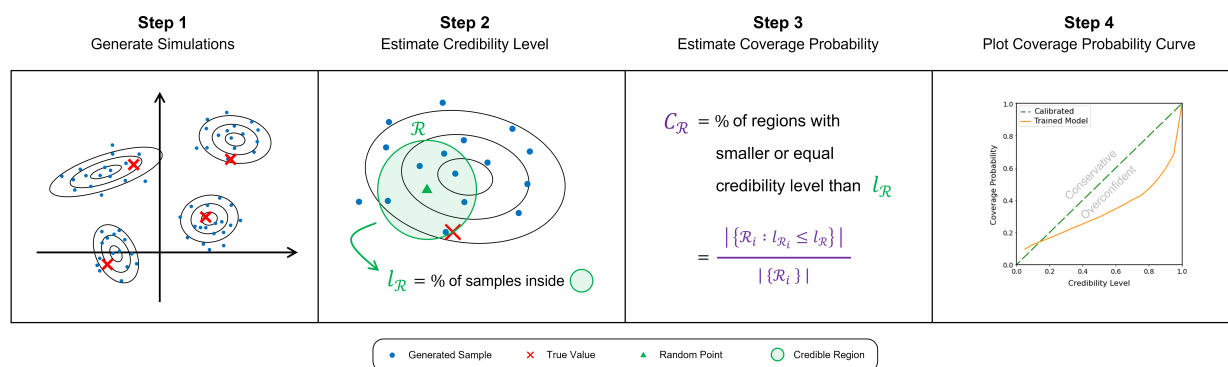 Step 1
Generate Simulations
Step 2
Estimate Credibility Level
ℛ
l_ℛ = % of samples inside
Step 3
Estimate Coverage Probability
C_ℛ = % of regions with
smaller or equal
credibility level than l_ℛ
= |{ℛ_i : l_ℛ_i ≤ l_ℛ}|
|{ℛ_i}|
Step 4
Plot Coverage Probability Curve
Calibrated
Trained Model
Conservative
Overconfident
Coverage Probability
1.0
0.8
0.6
0.4
0.2
0.0
0.0 0.2 0.4 0.6 0.8 1.0
Credibility Level
Generated Sample True Value Random Point Credible Region